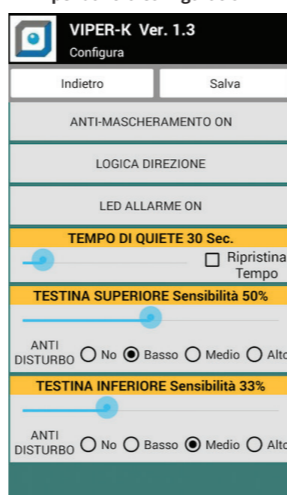 VIPER-K Ver. 1.3
Configura
Indietro Salva
ANTI-MASCHERAMENTO ON
LOGICA DIREZIONE
LED ALLARME ON
TEMPO DI QUIETE 30 Sec.
Ripristina
Tempo
TESTINA SUPERIORE Sensibilità 50%
ANTI
DISTURBO No Basso Medio Alto
TESTINA INFERIORE Sensibilità 33%
ANTI
DISTURBO No Basso Medio Alto